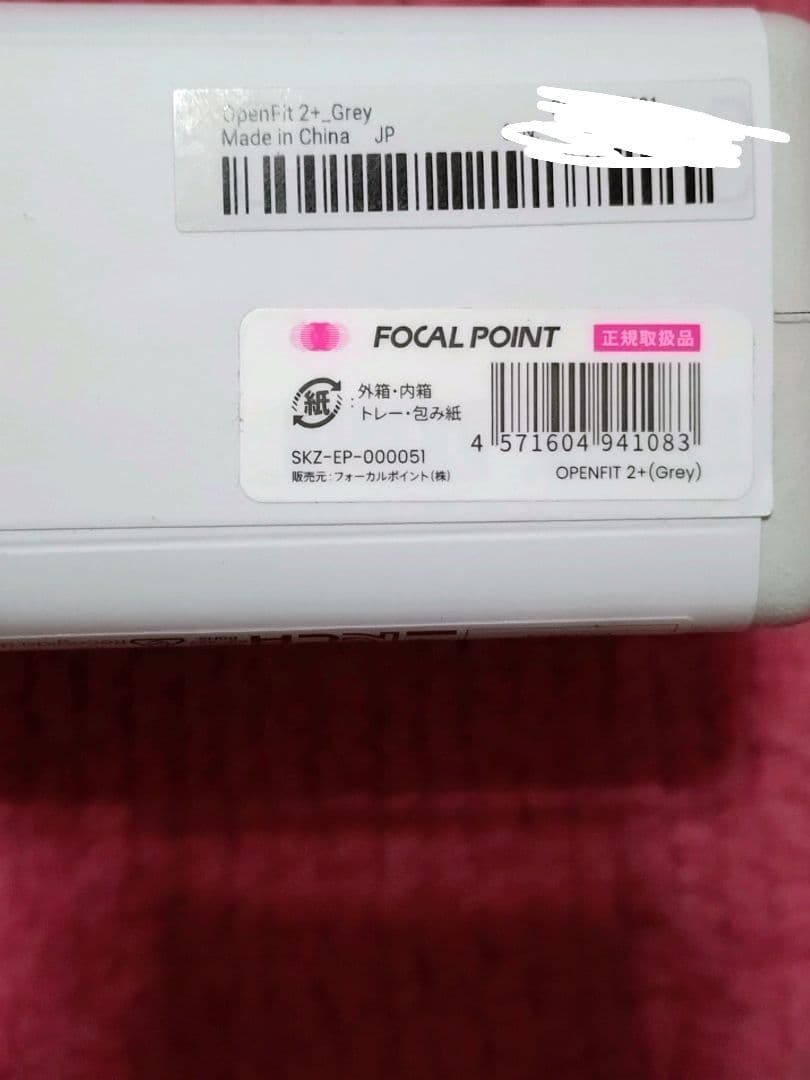 OpenFit 2+_Grey
Made in China JP
FOCAL POINT 正規取扱品
紙 : 外箱・内箱
トレー・包み紙
4 571604 941083
SKZ-EP-000051
販売元:フォーカルポイント(株)
OPENFIT 2+(Grey)